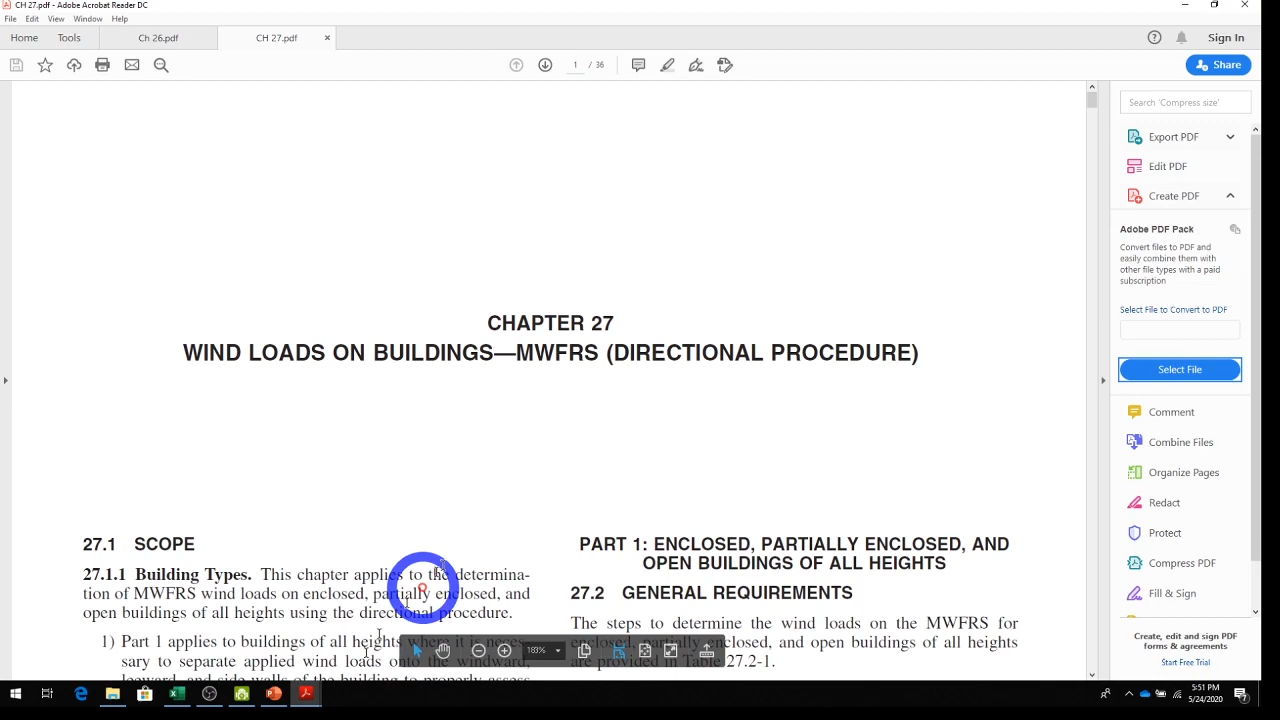 CH 27.pdf - Adobe Acrobat Reader DC
File Edit View Window Help
Home Tools Ch 26.pdf CH 27.pdf × Sign In
1 / 36 Share
Search 'Compress size'
Export PDF
Edit PDF
Create PDF
Adobe PDF Pack
Convert files to PDF and
easily combine them with
other file types with a paid
subscription
Select File to Convert to PDF
Select File
Comment
Combine Files
Organize Pages
Redact
Protect
Compress PDF
Fill & Sign
Create, edit and sign PDF
forms & agreements
Start Free Trial
CHAPTER 27
WIND LOADS ON BUILDINGS—MWFRS (DIRECTIONAL PROCEDURE)
27.1 SCOPE
27.1.1 Building Types. This chapter applies to the determina-
tion of MWFRS wind loads on enclosed, partially enclosed, and
open buildings of all heights using the directional procedure.
1) Part 1 applies to buildings of all heights where it is neces-
sary to separate applied wind loads onto the windward,
leeward, and side walls of the building to properly assess
PART 1: ENCLOSED, PARTIALLY ENCLOSED, AND
OPEN BUILDINGS OF ALL HEIGHTS
27.2 GENERAL REQUIREMENTS
The steps to determine the wind loads on the MWFRS for
enclosed, partially enclosed, and open buildings of all heights
are provided in Table 27.2-1.
183%
5:51 PM
5/24/2020